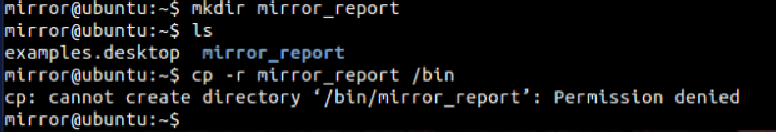 mirror@ubuntu:~$ mkdir mirror_report
mirror@ubuntu:~$ ls
examples.desktop  mirror_report
mirror@ubuntu:~$ cp -r mirror_report /bin
cp: cannot create directory ‘/bin/mirror_report’: Permission denied
mirror@ubuntu:~$